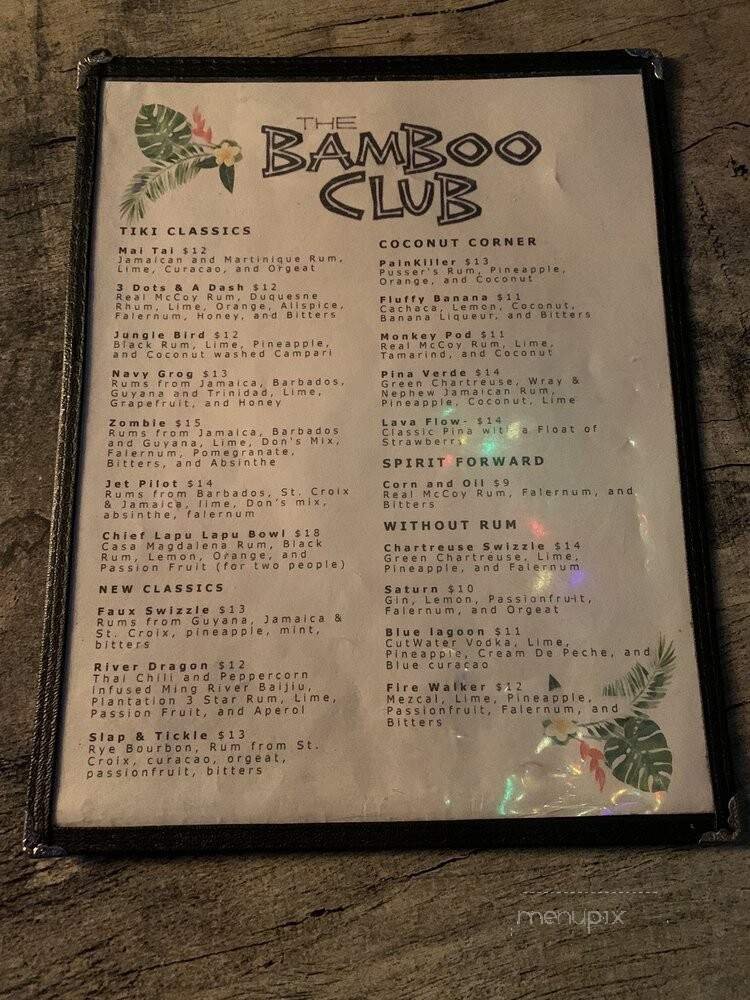 THE
BAMBOO
CLUB
TIKI CLASSICS
Mai Tai $12
Jamaican and Martinique Rum,
Lime, Curacao, and Orgeat
3 Dots & A Dash $12
Real McCoy Rum, Duquesne
Rhum, Lime, Orange, Allspice,
Falernum, Honey, and Bitters
Jungle Bird $12
Black Rum, Lime, Pineapple,
and Coconut washed Campari
Navy Grog $13
Rums from Jamaica, Barbados,
Guyana and Trinidad, Lime,
Grapefruit, and Honey
Zombie $15
Rums from Jamaica, Barbados
and Guyana, Lime, Don's Mix,
Falernum, Pomegranate,
Bitters, and Absinthe
Jet Pilot $14
Rums from Barbados, St. Croix
& Jamaica, lime, Don's mix,
absinthe, falernum
Chief Lapu Lapu Bowl $18
Casa Magdalena Rum, Black
Rum, Lemon, Orange, and
Passion Fruit (for two people)
NEW CLASSICS
Faux Swizzle $13
Rums from Guyana, Jamaica &
St. Croix, pineapple, mint,
bitters
River Dragon $12
Thai Chili and Peppercorn
Infused Ming River Baijiu,
Plantation 3 Star Rum, Lime,
Passion Fruit, and Aperol
Slap & Tickle $13
Rye Bourbon, Rum from St.
Croix, curacao, orgeat,
passionfruit, bitters
COCONUT CORNER
PainKiller $13
Pusser's Rum, Pineapple,
Orange, and Coconut
Fluffy Banana $11
Cachaca, Lemon, Coconut,
Banana Liqueur, and Bitters
Monkey Pod $11
Real McCoy Rum, Lime,
Tamarind, and Coconut
Pina Verde $14
Green Chartreuse, Wray &
Nephew Jamaican Rum,
Pineapple, Coconut, Lime
Lava Flow- $14
Classic Pina with a Float of
Strawberry
SPIRIT FORWARD
Corn and Oil $9
Real McCoy Rum, Falernum, and
Bitters
WITHOUT RUM
Chartreuse Swizzle $14
Green Chartreuse, Lime,
Pineapple, and Falernum
Saturn $10
Gin, Lemon, Passionfruit,
Falernum, and Orgeat
Blue lagoon $11
CutWater Vodka, Lime,
Pineapple, Cream De Peche, and
Blue curacao
Fire Walker $12
Mezcal, Lime, Pineapple,
Passionfruit, Falernum, and
Bitters
menupix